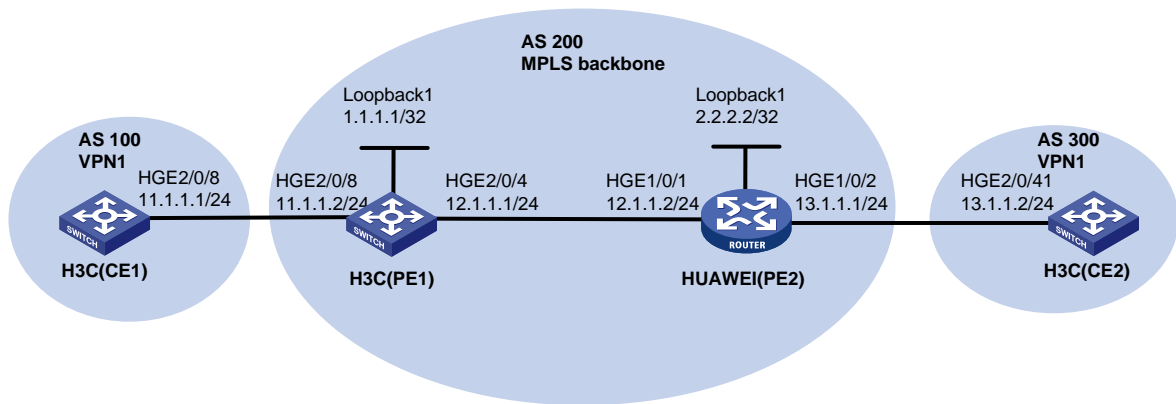 AS 200
MPLS backbone
Loopback1
1.1.1.1/32
Loopback1
2.2.2.2/32
AS 100
VPN1
HGE2/0/8
11.1.1.1/24
SWITCH
H3C(CE1)
HGE2/0/8
11.1.1.2/24
SWITCH
H3C(PE1)
HGE2/0/4
12.1.1.1/24
HGE1/0/1
12.1.1.2/24
ROUTER
HUAWEI(PE2)
HGE1/0/2
13.1.1.1/24
AS 300
VPN1
HGE2/0/41
13.1.1.2/24
SWITCH
H3C(CE2)